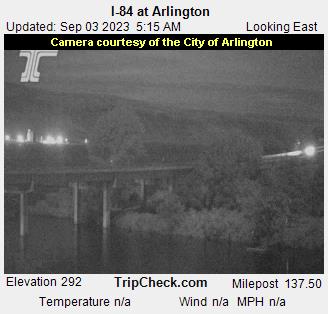 I-84 at Arlington
Updated: Sep 03 2023 5:15 AM Looking East
Camera courtesy of the City of Arlington
Elevation 292 TripCheck.com Milepost 137.50
Temperature n/a Wind n/a MPH n/a